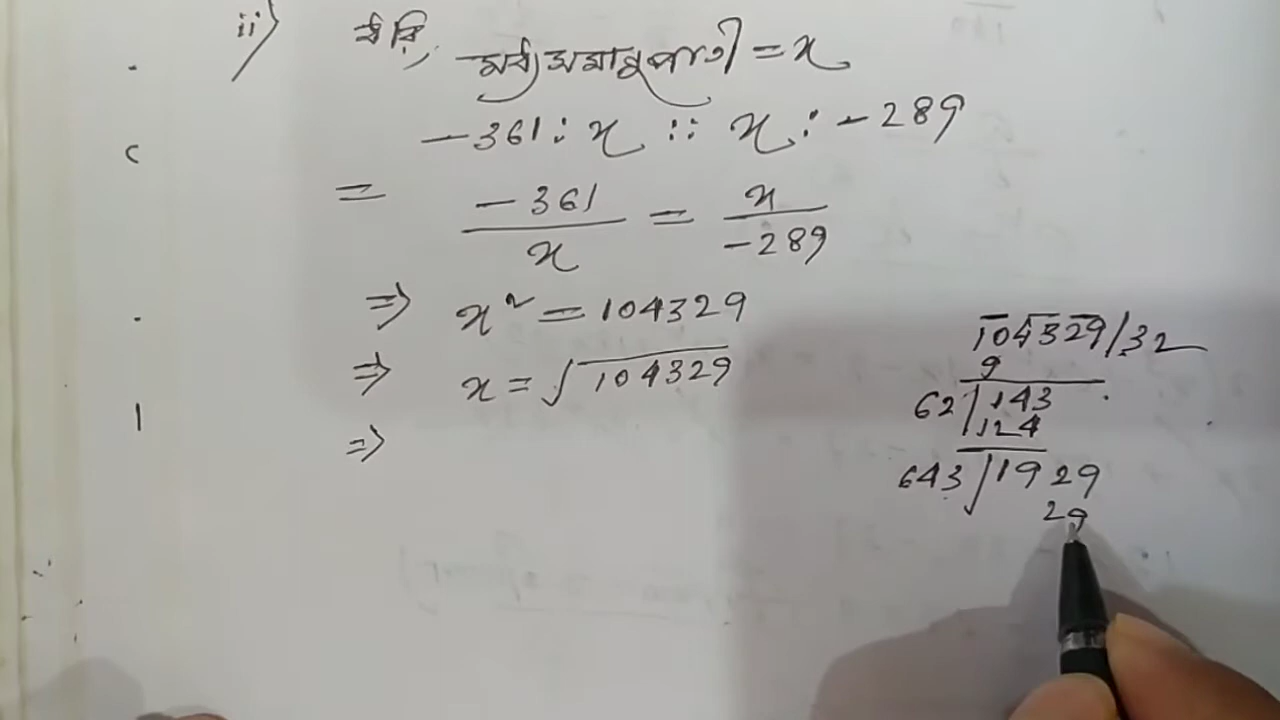 ii) ধরি,
মধ্যসমানুপাতী = x
-361 : x :: x : -289
= -361/x = x/-289
⇒ x² = 104329
⇒ x = √104329
⇒
104329 / 32
9
62 / 143
124
643 / 1929
29